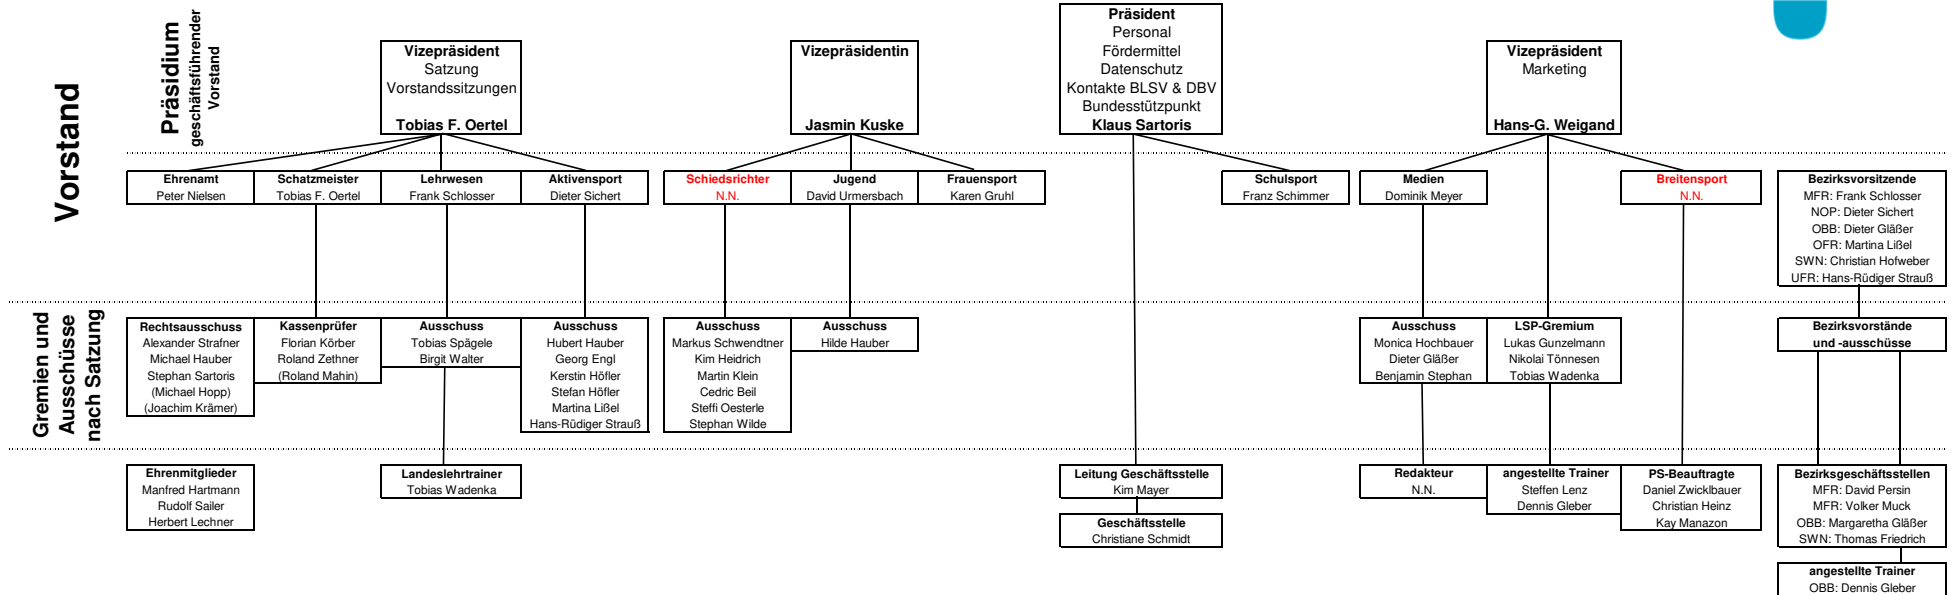 Vorstand
Präsidium
geschäftsführender
Vorstand
Vizepräsident
Satzung
Vorstandssitzungen
Tobias F. Oertel
Vizepräsidentin
Jasmin Kuske
Präsident
Personal
Fördermittel
Datenschutz
Kontakte BLSV & DBV
Bundesstützpunkt
Klaus Sartoris
Vizepräsident
Marketing
Hans-G. Weigand
Ehrenamt
Peter Nielsen
Schatzmeister
Tobias F. Oertel
Lehrwesen
Frank Schlosser
Aktivensport
Dieter Sichert
Schiedsrichter
N.N.
Jugend
David Urmersbach
Frauensport
Karen Gruhl
Schulsport
Franz Schimmer
Medien
Dominik Meyer
Breitensport
N.N.
Bezirksvorsitzende
MFR: Frank Schlosser
NOP: Dieter Sichert
OBB: Dieter Gläßer
OFR: Martina Lißel
SWN: Christian Hofweber
UFR: Hans-Rüdiger Strauß
Gremien und
Ausschüsse
nach Satzung
Rechtsausschuss
Alexander Strafner
Michael Hauber
Stephan Sartoris
(Michael Hopp)
(Joachim Krämer)
Kassenprüfer
Florian Körber
Roland Zethner
(Roland Mahin)
Ausschuss
Tobias Spägele
Birgit Walter
Ausschuss
Hubert Hauber
Georg Engl
Kerstin Höfler
Stefan Höfler
Martina Lißel
Hans-Rüdiger Strauß
Ausschuss
Markus Schwendtner
Kim Heidrich
Martin Klein
Cedric Beil
Steffi Oesterle
Stephan Wilde
Ausschuss
Hilde Hauber
Ausschuss
Monica Hochbauer
Dieter Gläßer
Benjamin Stephan
LSP-Gremium
Lukas Gunzelmann
Nikolai Tönnesen
Tobias Wadenka
Bezirksvorstände
und -ausschüsse
Ehrenmitglieder
Manfred Hartmann
Rudolf Sailer
Herbert Lechner
Landeslehrtrainer
Tobias Wadenka
Leitung Geschäftsstelle
Kim Mayer
Geschäftsstelle
Christiane Schmidt
Redakteur
N.N.
angestellte Trainer
Steffen Lenz
Dennis Gleber
PS-Beauftragte
Daniel Zwicklbauer
Christian Heinz
Kay Manazon
Bezirksgeschäftsstellen
MFR: David Persin
MFR: Volker Muck
OBB: Margaretha Gläßer
SWN: Thomas Friedrich
angestellte Trainer
OBB: Dennis Gleber